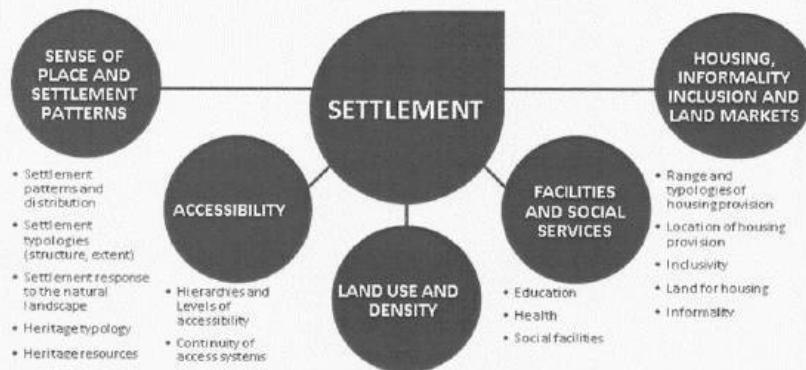 SENSE OF
PLACE AND
SETTLEMENT
PATTERNS
• Settlement
patterns and
distribution
• Settlement
typologies
(structure, extent)
• Settlement response
to the natural
landscape
• Heritage typology
• Heritage resources
ACCESSIBILITY
• Hierarchies and
Levels of
accessibility
• Continuity of
access systems
SETTLEMENT
LAND USE AND
DENSITY
FACILITIES
AND SOCIAL
SERVICES
• Education
• Health
• Social facilities
HOUSING,
INFORMALITY
INCLUSION AND
LAND MARKETS
• Range and
typologies of
housing provision
• Location of housing
provision
• Inclusivity
• Land for housing
• Informality